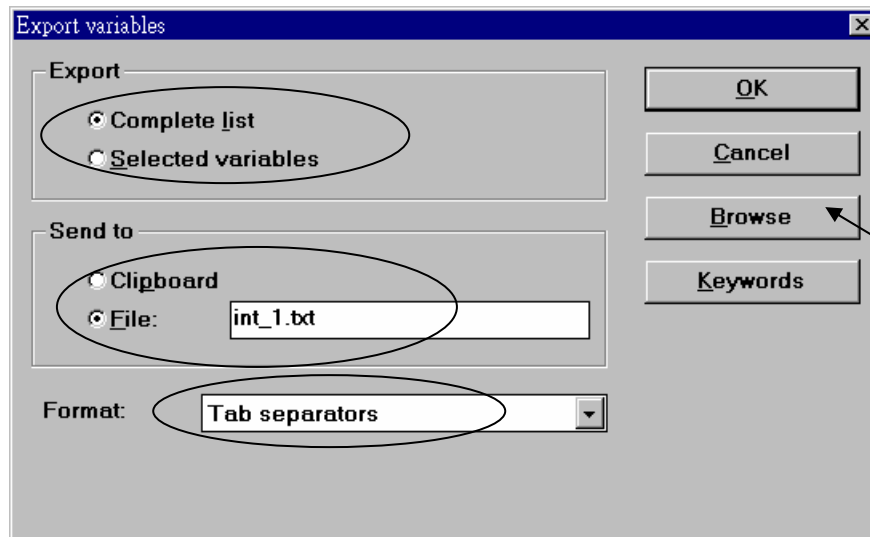 Export variables
Export
Complete list
Selected variables
OK
Cancel
Browse
Keywords
Send to
Clipboard
File: int_1.txt
Format: Tab separators